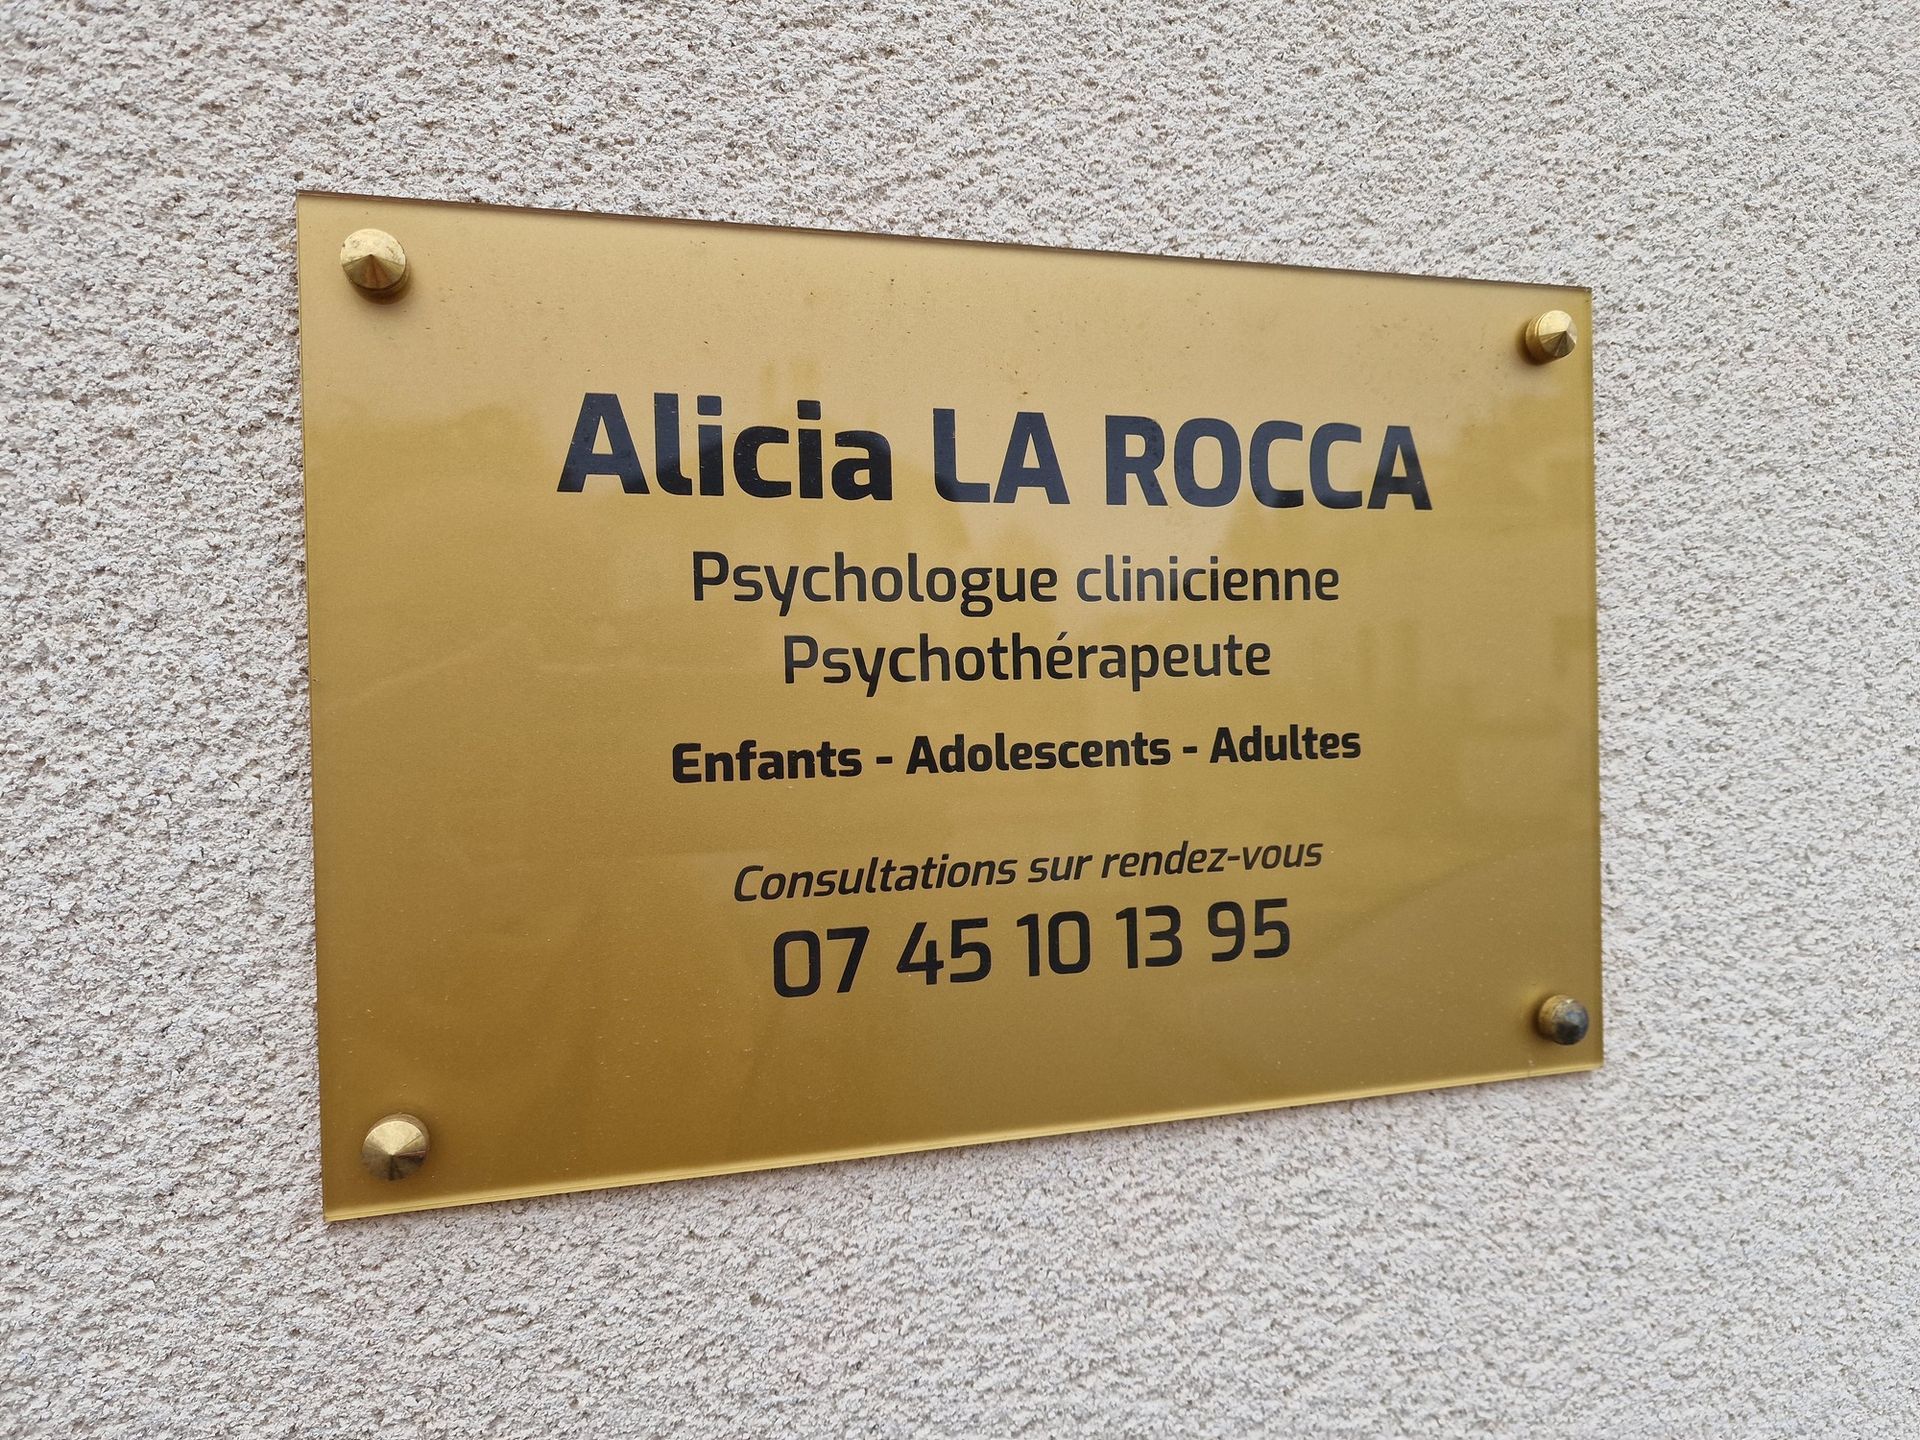 Alicia LA ROCCA
Psychologue clinicienne
Psychothérapeute
Enfants - Adolescents - Adultes
Consultations sur rendez-vous
07 45 10 13 95